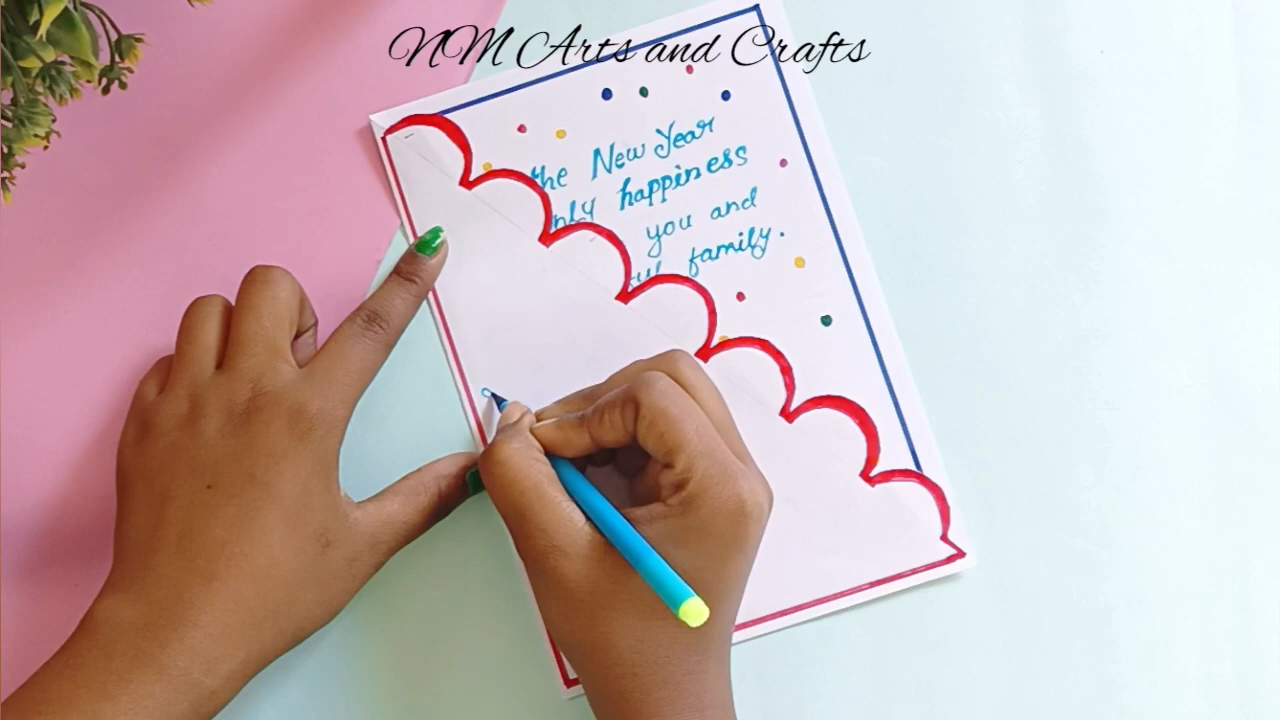 NM Arts and Crafts
the New Year
happiness
you and
family.